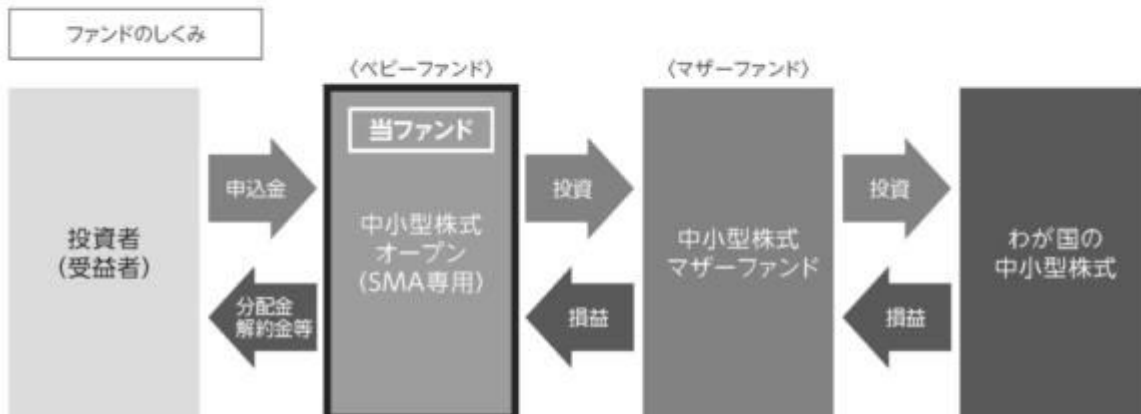 ファンドのしくみ
〈ベビーファンド〉
〈マザーファンド〉
投資者
(受益者)
申込金
分配金
解約金等
当ファンド
中小型株式
オープン
(SMA専用)
投資
損益
中小型株式
マザーファンド
投資
損益
わが国の
中小型株式